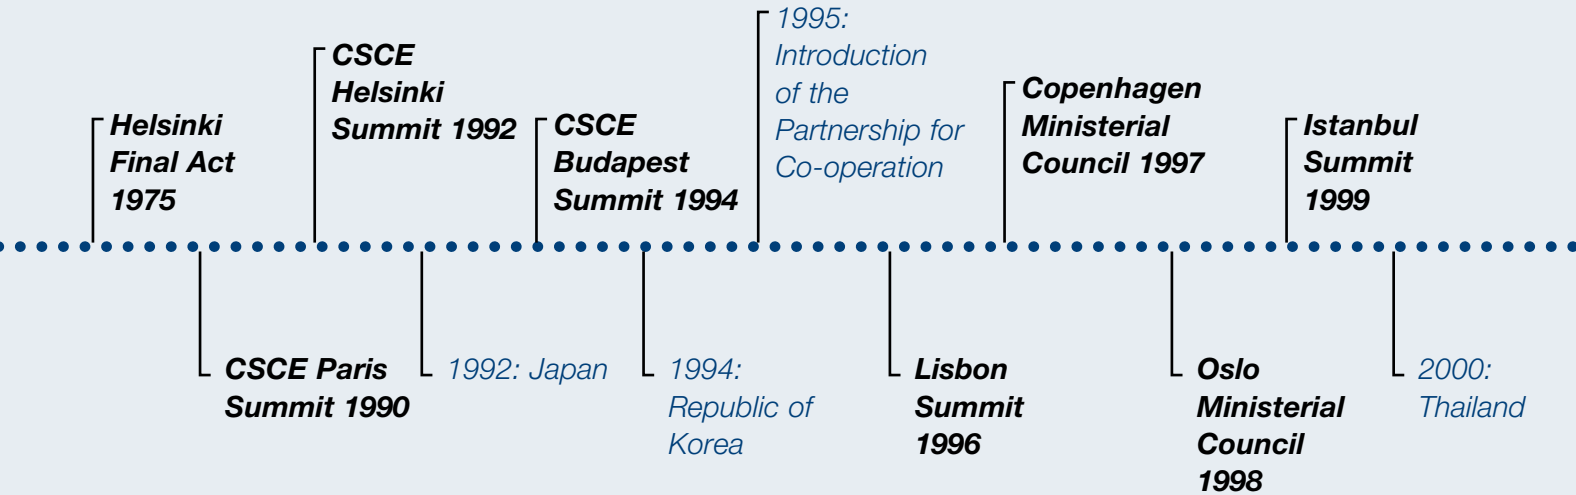 Helsinki
Final Act
1975
CSCE Paris
Summit 1990
CSCE
Helsinki
Summit 1992
1992: Japan
CSCE
Budapest
Summit 1994
1994:
Republic of
Korea
1995:
Introduction
of the
Partnership for
Co-operation
Lisbon
Summit
1996
Copenhagen
Ministerial
Council 1997
Oslo
Ministerial
Council
1998
Istanbul
Summit
1999
2000:
Thailand